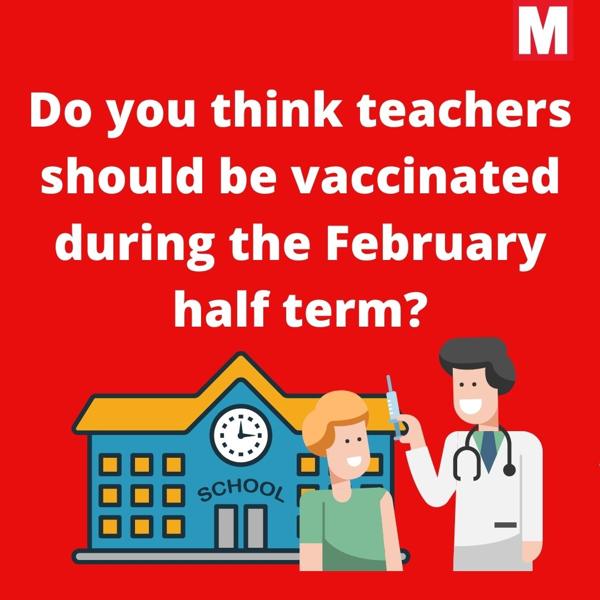 M
Do you think teachers
should be vaccinated
during the February
half term?
SCHOOL